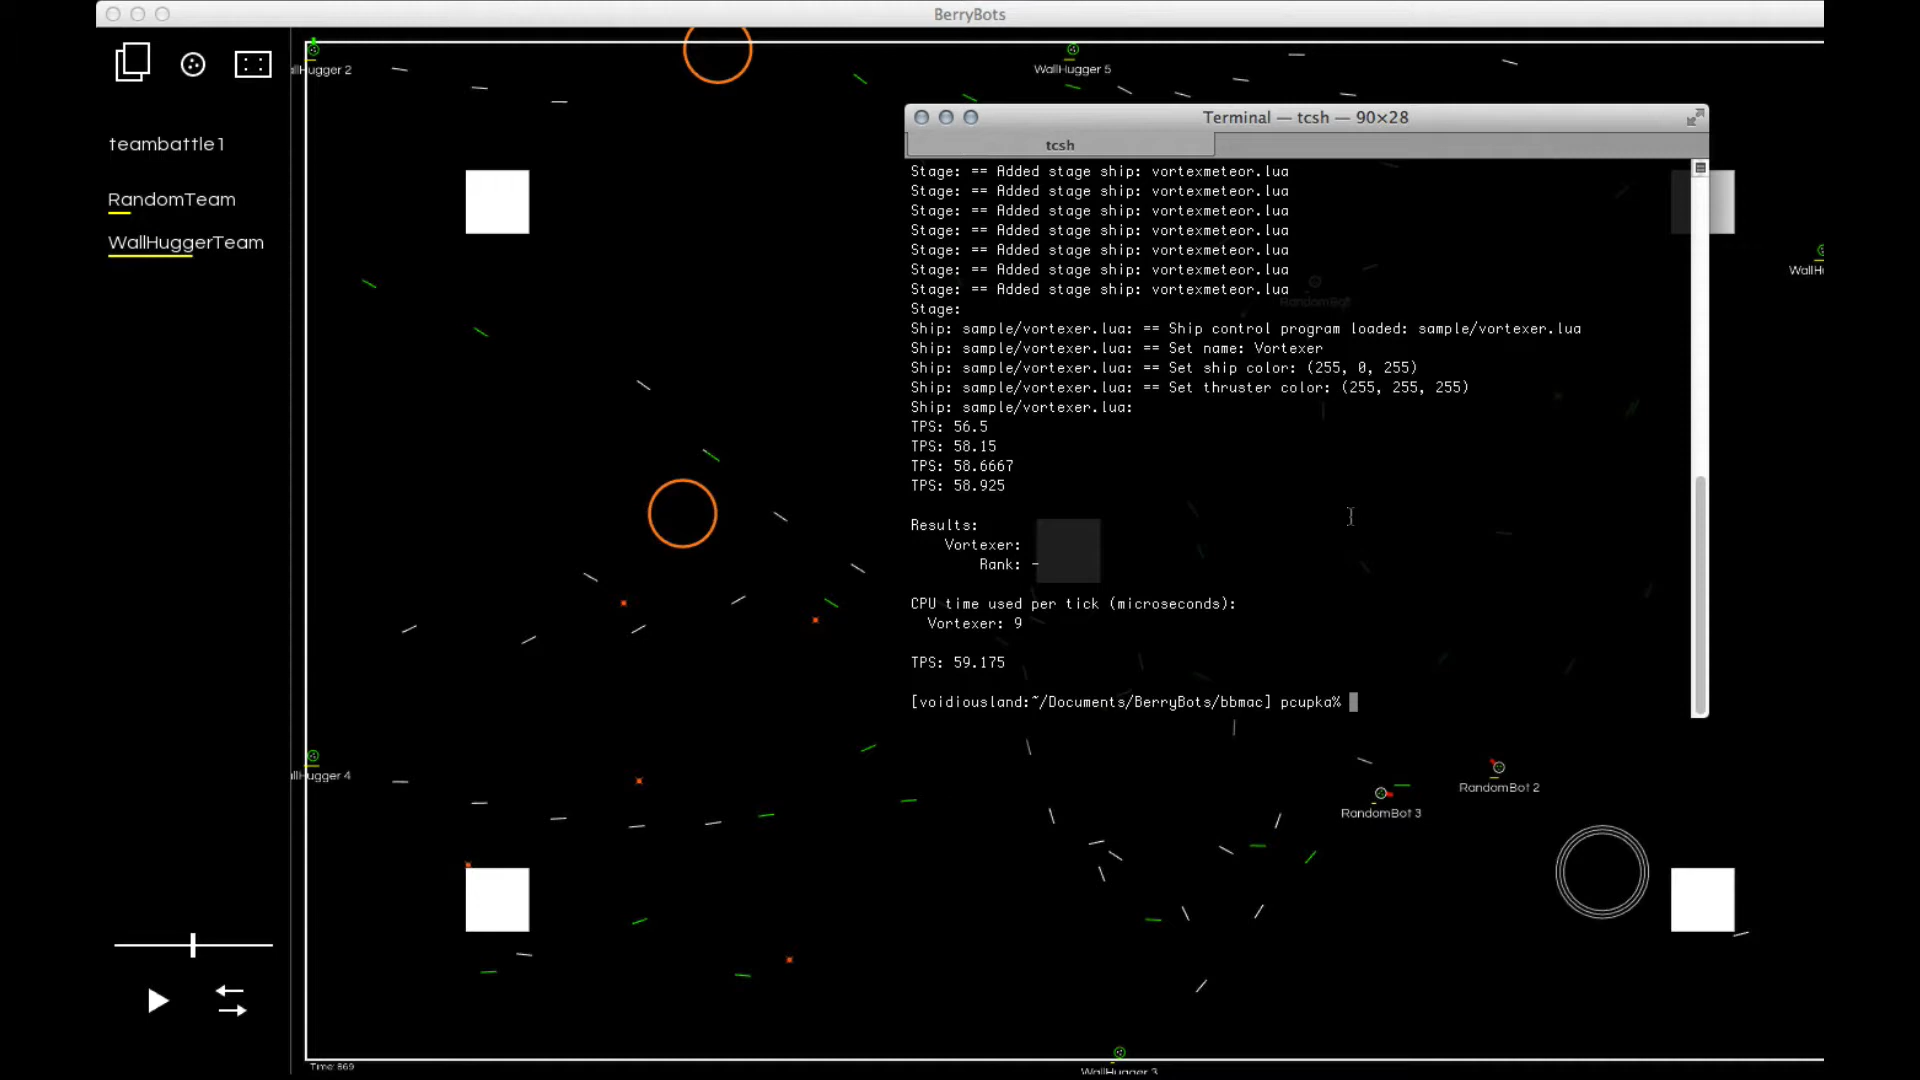 BerryBots
teambattle1
RandomTeam
WallHuggerTeam
llHugger 2
WallHugger 5
Terminal — tcsh — 90×28
tcsh
Stage: == Added stage ship: vortexmeteor.lua
Stage: == Added stage ship: vortexmeteor.lua
Stage: == Added stage ship: vortexmeteor.lua
Stage: == Added stage ship: vortexmeteor.lua
Stage: == Added stage ship: vortexmeteor.lua
Stage: == Added stage ship: vortexmeteor.lua
Stage: == Added stage ship: vortexmeteor.lua
Stage:
Ship: sample/vortexer.lua: == Ship control program loaded: sample/vortexer.lua
Ship: sample/vortexer.lua: == Set name: Vortexer
Ship: sample/vortexer.lua: == Set ship color: (255, 0, 255)
Ship: sample/vortexer.lua: == Set thruster color: (255, 255, 255)
Ship: sample/vortexer.lua:
TPS: 56.5
TPS: 58.15
TPS: 58.6667
TPS: 58.925
Results:
Vortexer:
Rank: -
CPU time used per tick (microseconds):
Vortexer: 9
TPS: 59.175
[voidiousland:~/Documents/BerryBots/bbmac] pcupka%
RandomBot
WallHu
llHugger 4
RandomBot 2
RandomBot 3
WallHugger 3
Time: 869